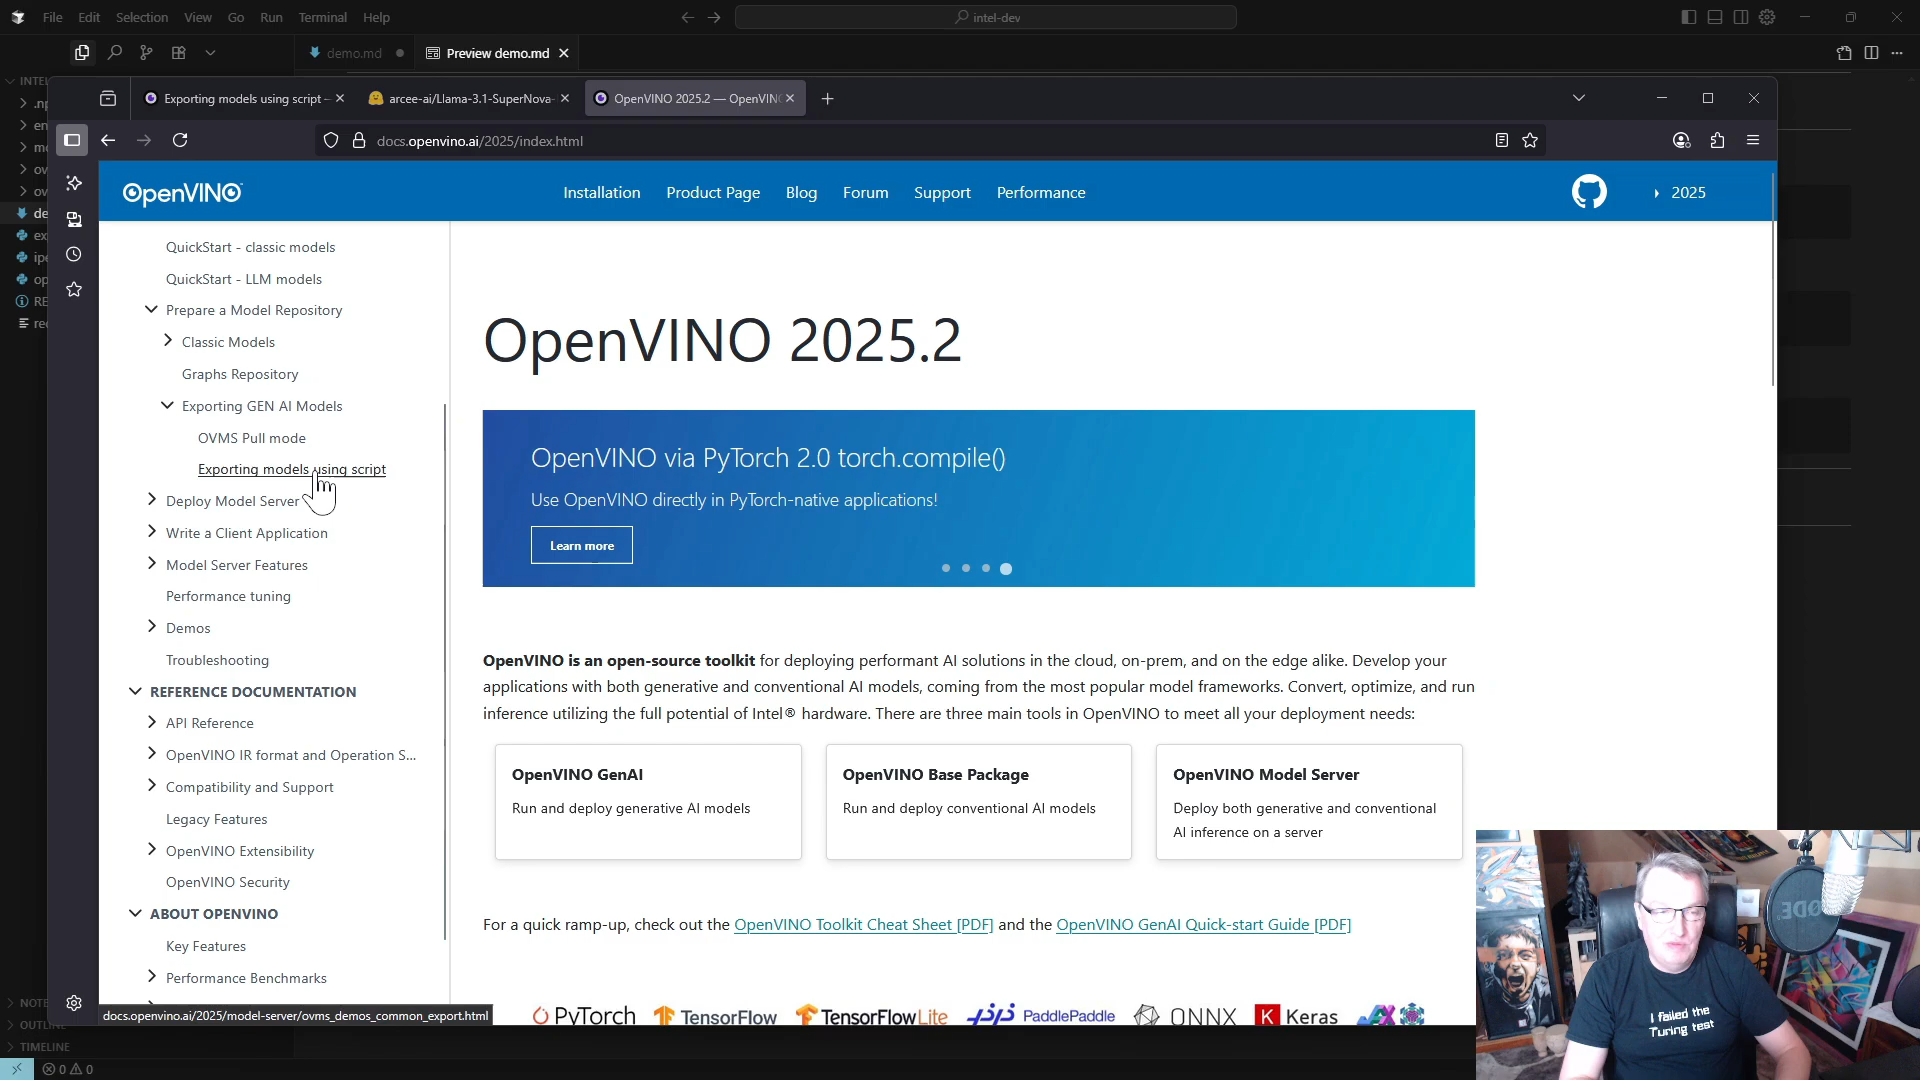 File Edit Selection View Go Run Terminal Help
intel-dev
demo.md
Preview demo.md
Exporting models using script –
arcee-ai/Llama-3.1-SuperNova-
OpenVINO 2025.2 — OpenVINO
docs.openvino.ai/2025/index.html
OpenVINO
Installation Product Page Blog Forum Support Performance
2025
QuickStart - classic models
QuickStart - LLM models
Prepare a Model Repository
Classic Models
Graphs Repository
Exporting GEN AI Models
OVMS Pull mode
Exporting models using script
Deploy Model Server
Write a Client Application
Model Server Features
Performance tuning
Demos
Troubleshooting
REFERENCE DOCUMENTATION
API Reference
OpenVINO IR format and Operation S...
Compatibility and Support
Legacy Features
OpenVINO Extensibility
OpenVINO Security
ABOUT OPENVINO
Key Features
Performance Benchmarks
docs.openvino.ai/2025/model-server/ovms_demos_common_export.html
OpenVINO 2025.2
OpenVINO via PyTorch 2.0 torch.compile()
Use OpenVINO directly in PyTorch-native applications!
Learn more
OpenVINO is an open-source toolkit for deploying performant AI solutions in the cloud, on-prem, and on the edge alike. Develop your
applications with both generative and conventional AI models, coming from the most popular model frameworks. Convert, optimize, and run
inference utilizing the full potential of Intel® hardware. There are three main tools in OpenVINO to meet all your deployment needs:
OpenVINO GenAI
Run and deploy generative AI models
OpenVINO Base Package
Run and deploy conventional AI models
OpenVINO Model Server
Deploy both generative and conventional
AI inference on a server
For a quick ramp-up, check out the OpenVINO Toolkit Cheat Sheet [PDF] and the OpenVINO GenAI Quick-start Guide [PDF]
PyTorch TensorFlow TensorFlowLite PaddlePaddle ONNX Keras
I failed the
Turing test
TIMELINE
0 0